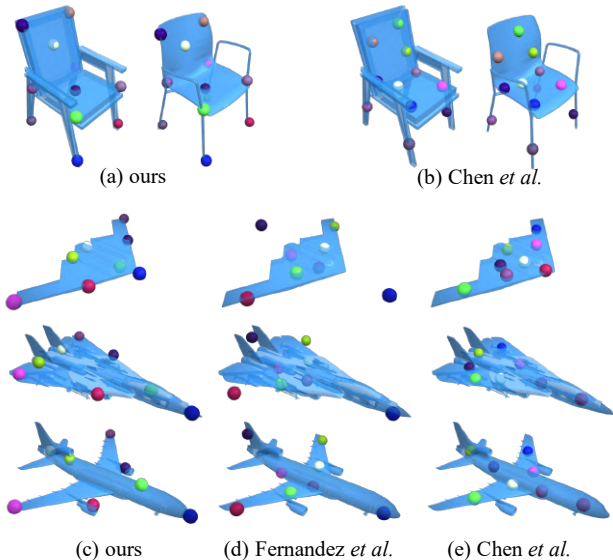 (a) ours
(b) Chen et al.
(c) ours
(d) Fernandez et al.
(e) Chen et al.